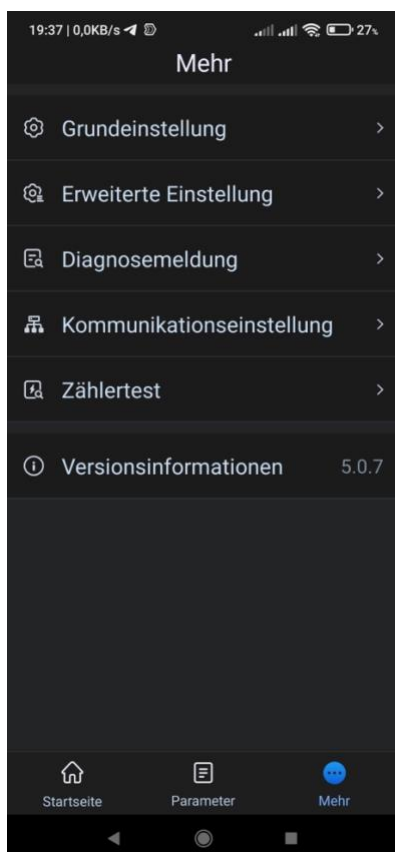 19:37 | 0,0KB/s 27%
Mehr
Grundeinstellung
Erweiterte Einstellung
Diagnosemeldung
Kommunikationseinstellung
Zählertest
Versionsinformationen 5.0.7
Startseite Parameter Mehr